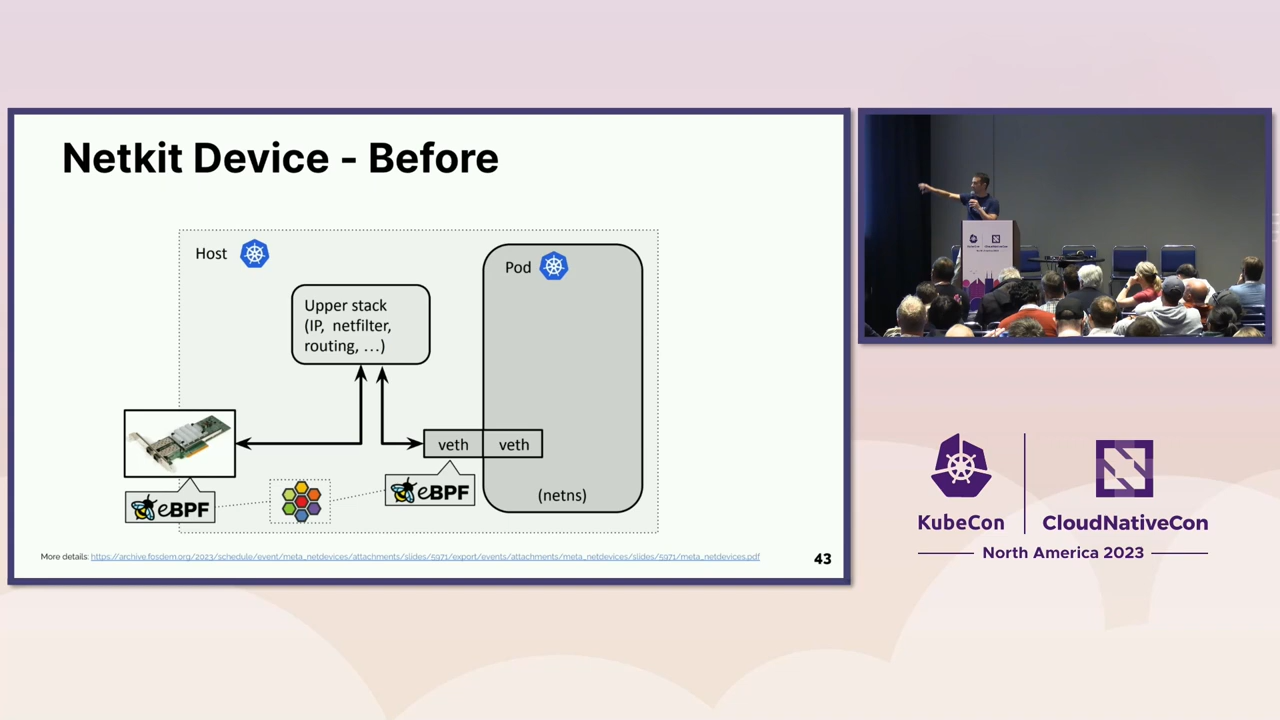 Netkit Device - Before
Host
Pod
Upper stack
(IP, netfilter,
routing, …)
veth
veth
eBPF
eBPF
(netns)
More details: https://archive.fosdem.org/2023/schedule/event/meta_netdevices/attachments/slides/5971/export/events/attachments/meta_netdevices/slides/5971/meta_netdevices.pdf
43
KubeCon
CloudNativeCon
North America 2023